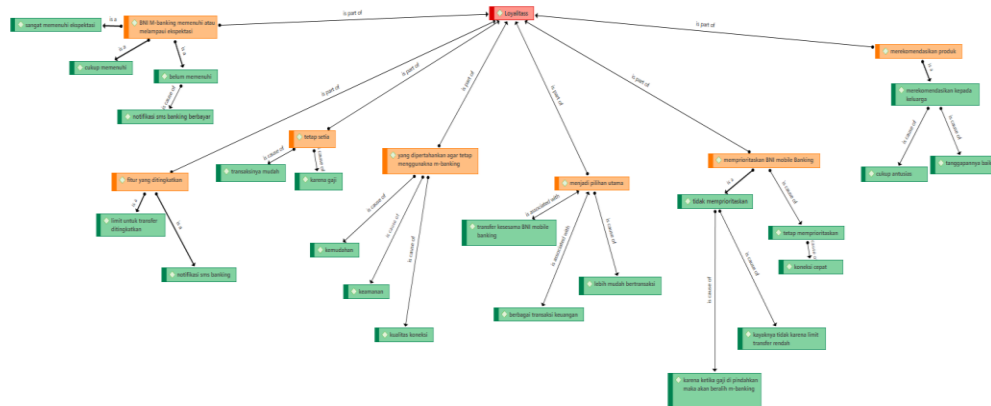 Loyalitas
is part of
is part of
is part of
is part of
is part of
is part of
is part of
BNI M-banking memenuhi atau
melampaui ekspektasi
is a
sangat memenuhi ekspektasi
is a
cukup memenuhi
is a
belum memenuhi
is cause of
notifikasi sms banking berbayar
fitur yang ditingkatkan
is a
limit untuk transfer
ditingkatkan
is a
notifikasi sms banking
tetap setia
is cause of
transaksinya mudah
is cause of
karena gaji
yang dipertahankan agar tetap
menggunakna m-banking
is cause of
kemudahan
is cause of
keamanan
is cause of
kualitas koneksi
menjadi pilihan utama
is associated with
transfer kesesama BNI mobile
banking
is associated with
berbagai transaksi keuangan
is cause of
lebih mudah bertransaksi
memprioritaskan BNI mobile Banking
is a
tidak memprioritaskan
is cause of
karena ketika gaji di pindahkan
maka akan beralih m-banking
is cause of
kayaknya tidak karena limit
transfer rendah
is cause of
tetap memprioritaskan
is cause of
koneksi cepat
merekomendasikan produk
is a
merekomendasikan kepada
keluarga
is cause of
cukup antusias
is cause of
tanggapannya baik